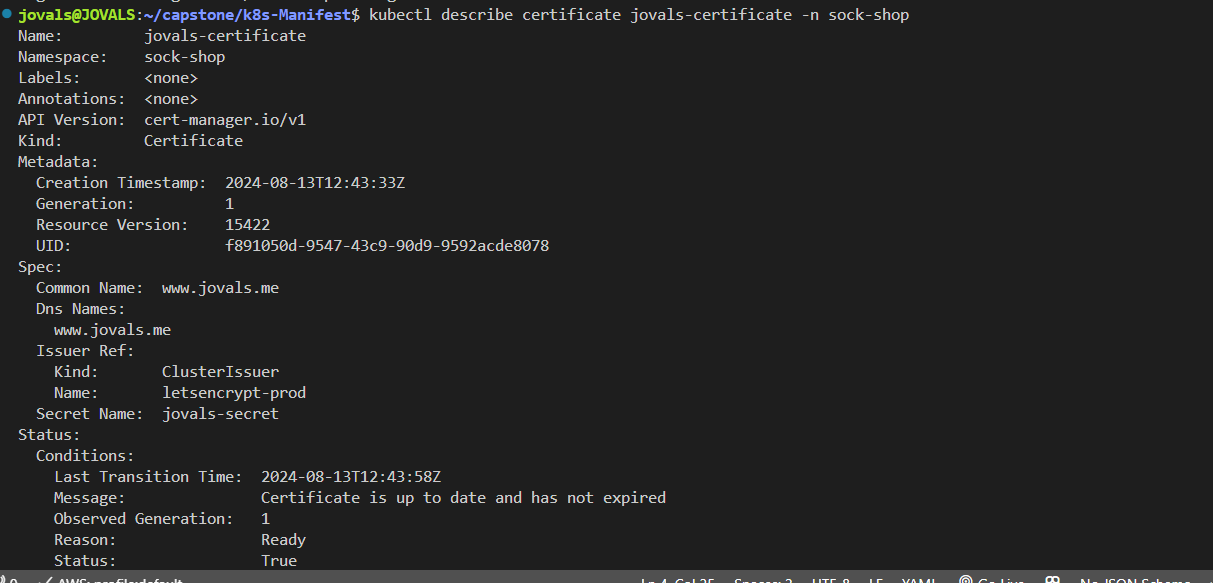 jovals@JOVALS:~/capstone/k8s-Manifest$ kubectl describe certificate jovals-certificate -n sock-shop
Name:         jovals-certificate
Namespace:    sock-shop
Labels:       <none>
Annotations:  <none>
API Version:  cert-manager.io/v1
Kind:         Certificate
Metadata:
  Creation Timestamp:  2024-08-13T12:43:33Z
  Generation:          1
  Resource Version:    15422
  UID:                 f891050d-9547-43c9-90d9-9592acde8078
Spec:
  Common Name:  www.jovals.me
  Dns Names:
    www.jovals.me
  Issuer Ref:
    Kind:       ClusterIssuer
    Name:       letsencrypt-prod
  Secret Name:  jovals-secret
Status:
  Conditions:
    Last Transition Time:  2024-08-13T12:43:58Z
    Message:               Certificate is up to date and has not expired
    Observed Generation:   1
    Reason:                Ready
    Status:                True
0 AWS: profile:default Ln 4, Col 25 Spaces: 2 UTF-8 LF YAML Go Live No JSON Schema